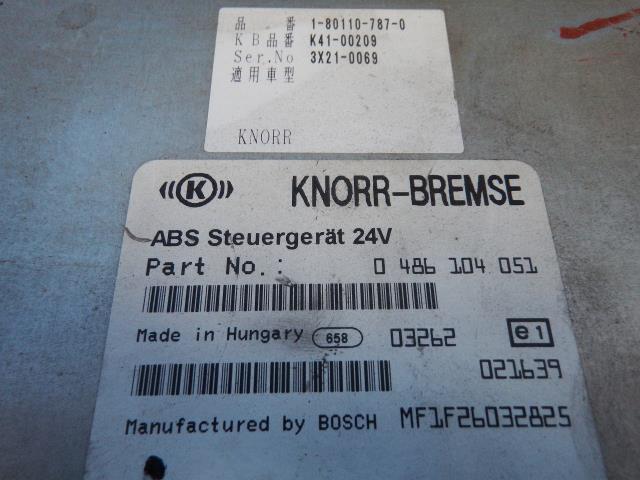 品 番 1-80110-787-0
KB品番 K41-00209
Ser.No 3X21-0069
適用車型
KNORR
((K)) KNORR-BREMSE
ABS Steuergerät 24V
Part No.: 0 486 104 051
Made in Hungary 658 03262 e1
021639
Manufactured by BOSCH MF1F26032825